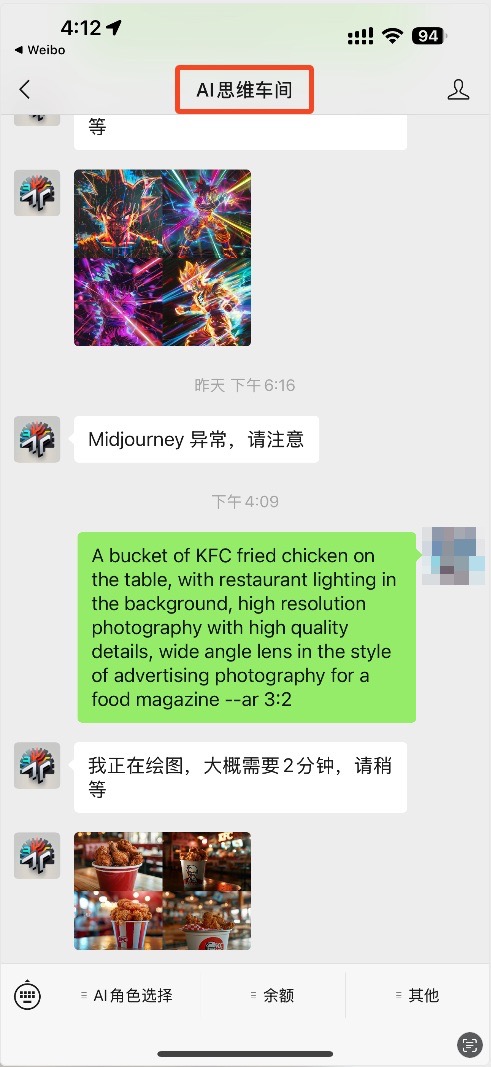 4:12
94
◀ Weibo
AI思维车间
等
昨天 下午6:16
Midjourney 异常，请注意
下午4:09
A bucket of KFC fried chicken on
the table, with restaurant lighting in
the background, high resolution
photography with high quality
details, wide angle lens in the style
of advertising photography for a
food magazine --ar 3:2
我正在绘图，大概需要2分钟，请稍
等
AI角色选择
余额
其他